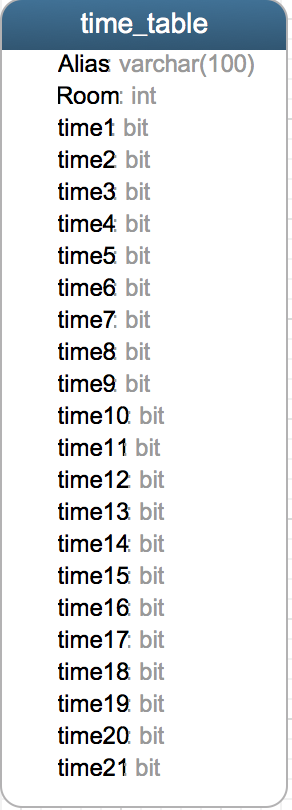 time_table
Alias: varchar(100)
Room: int
time1: bit
time2: bit
time3: bit
time4: bit
time5: bit
time6: bit
time7: bit
time8: bit
time9: bit
time10: bit
time11: bit
time12: bit
time13: bit
time14: bit
time15: bit
time16: bit
time17: bit
time18: bit
time19: bit
time20: bit
time21: bit